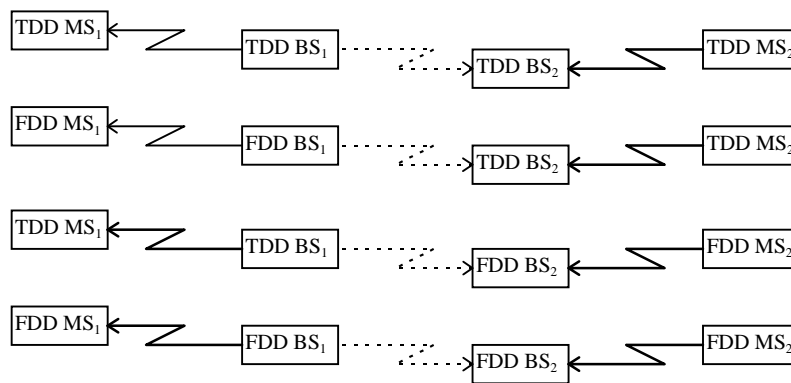 TDD MS₁ TDD BS₁ TDD BS₂ TDD MS₂
FDD MS₁ FDD BS₁ TDD BS₂ TDD MS₂
TDD MS₁ TDD BS₁ FDD BS₂ FDD MS₂
FDD MS₁ FDD BS₁ FDD BS₂ FDD MS₂